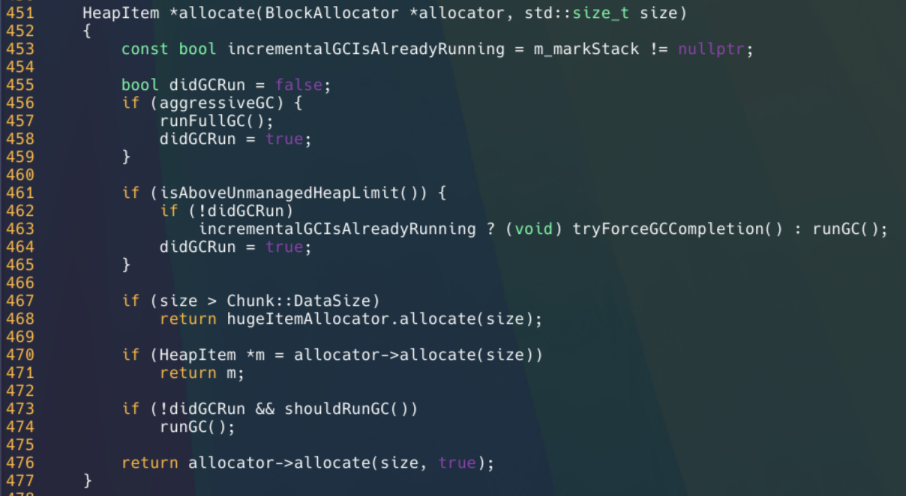 451     HeapItem *allocate(BlockAllocator *allocator, std::size_t size)
452     {
453         const bool incrementalGCIsAlreadyRunning = m_markStack != nullptr;
454
455         bool didGCRun = false;
456         if (aggressiveGC) {
457             runFullGC();
458             didGCRun = true;
459         }
460
461         if (isAboveUnmanagedHeapLimit()) {
462             if (!didGCRun)
463                 incrementalGCIsAlreadyRunning ? (void) tryForceGCCompletion() : runGC();
464             didGCRun = true;
465         }
466
467         if (size > Chunk::DataSize)
468             return hugeItemAllocator.allocate(size);
469
470         if (HeapItem *m = allocator->allocate(size))
471             return m;
472
473         if (!didGCRun && shouldRunGC())
474             runGC();
475
476         return allocator->allocate(size, true);
477     }